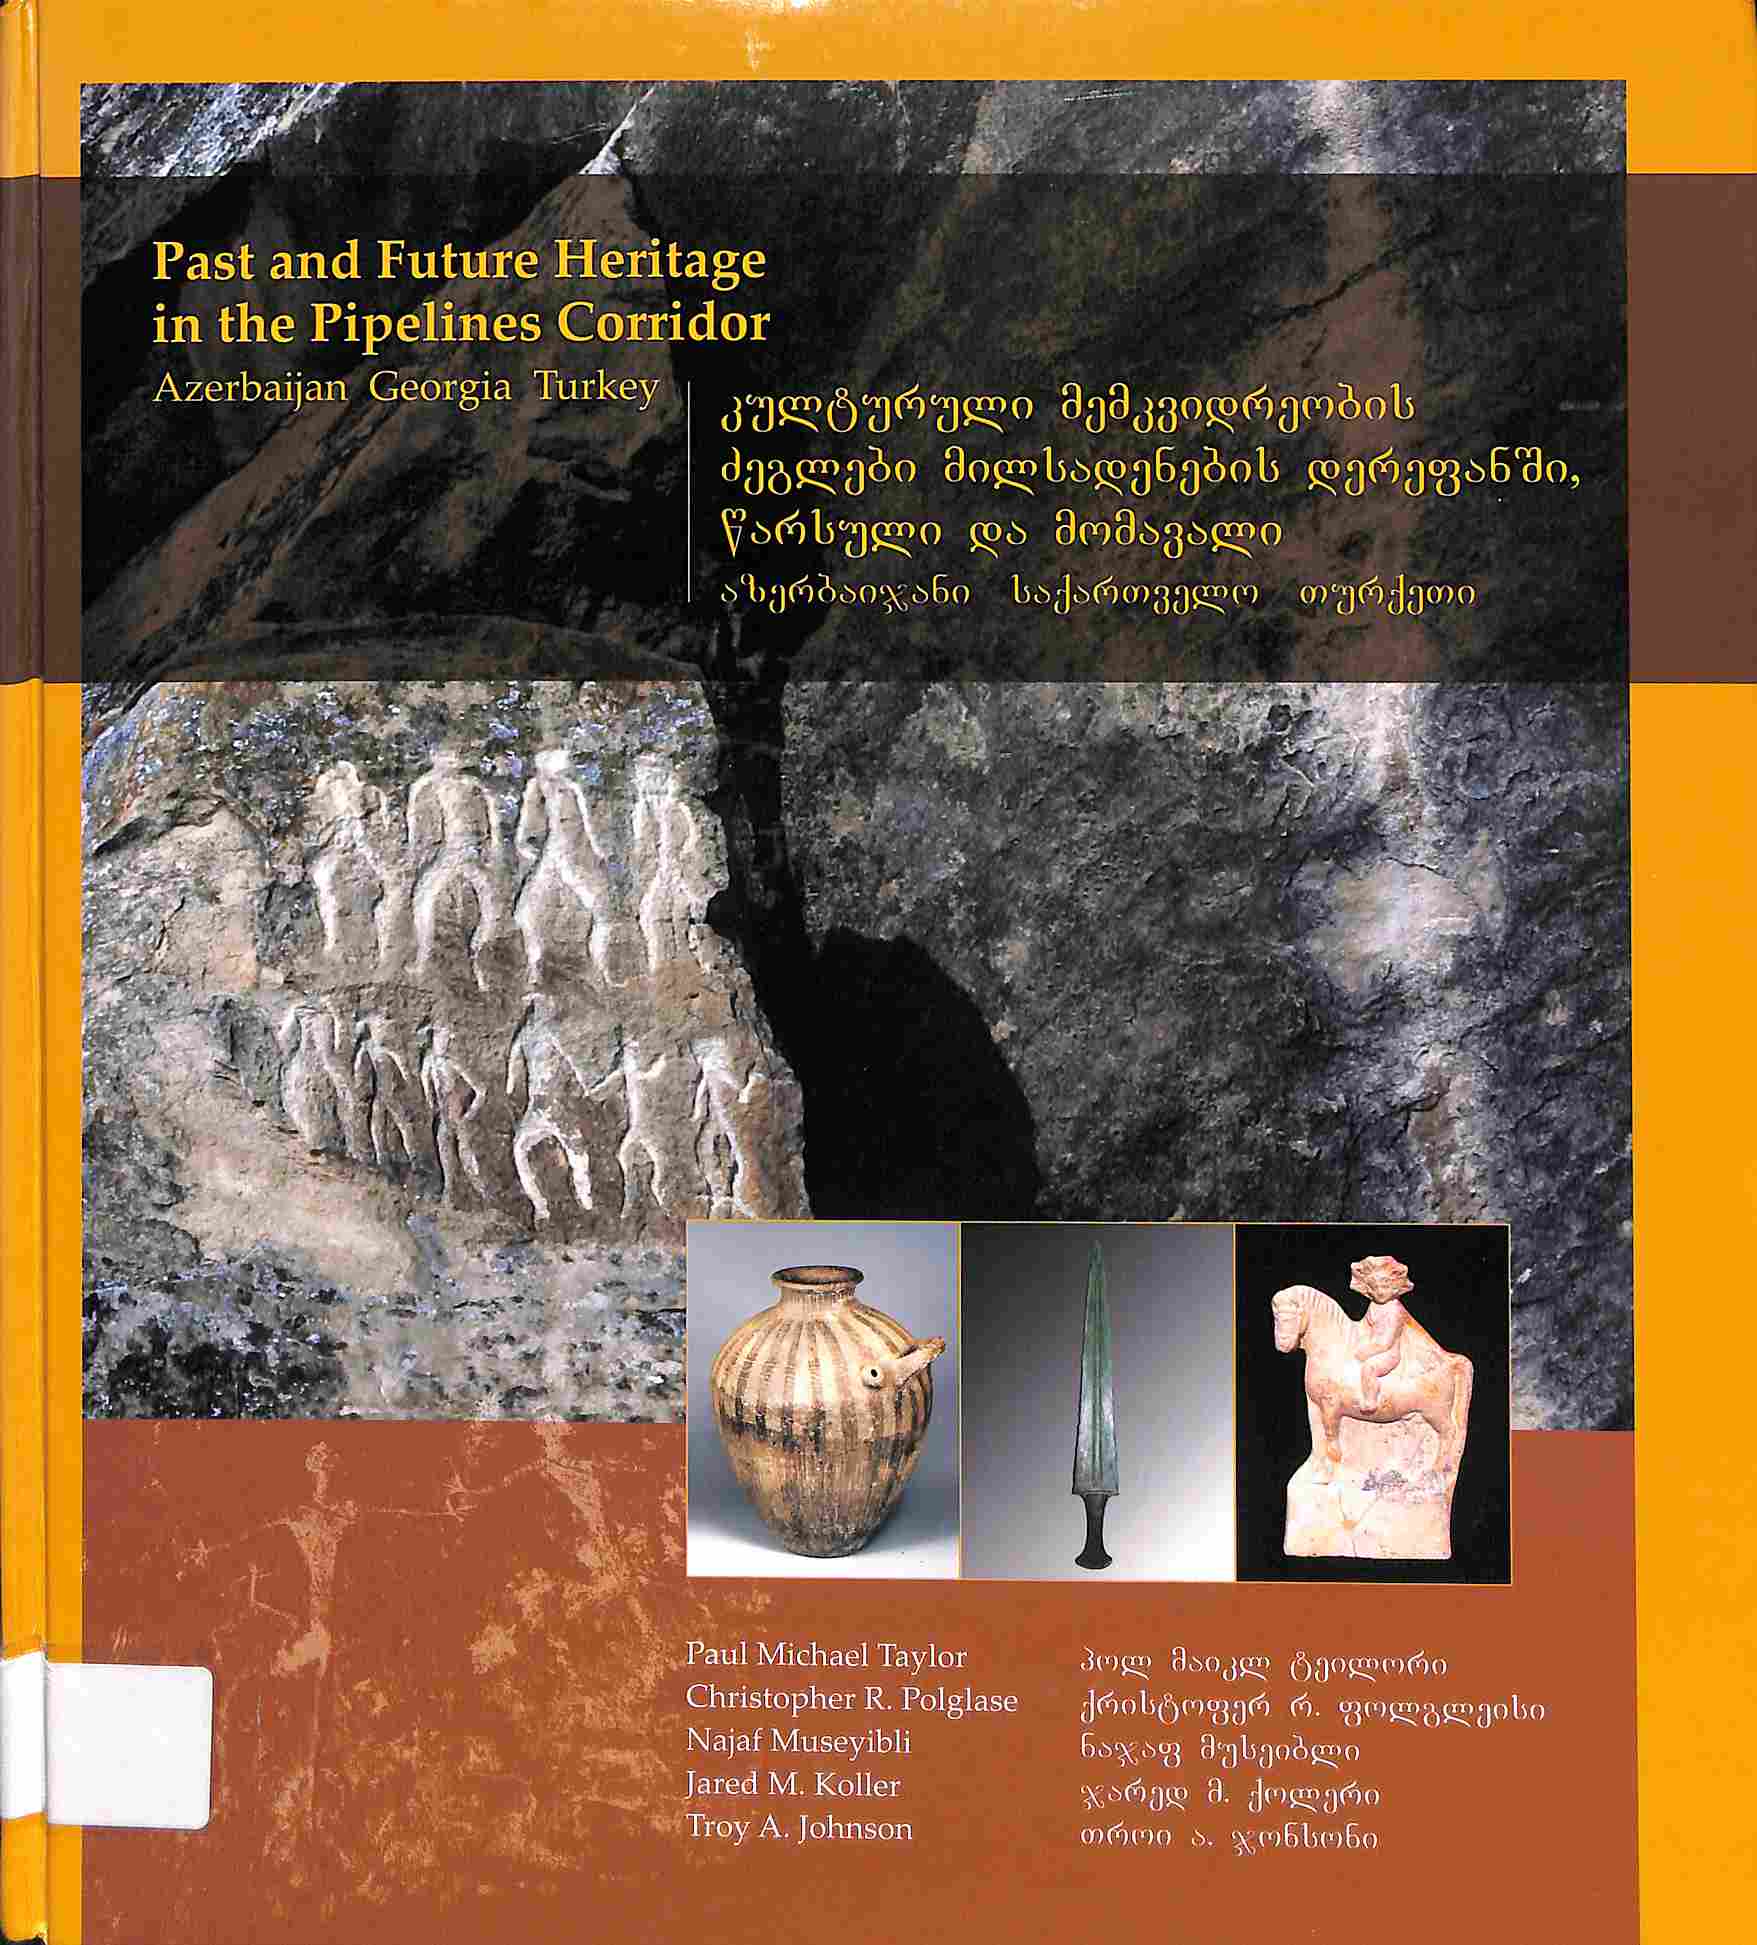 Past and Future Heritage
in the Pipelines Corridor
Azerbaijan Georgia Turkey
კულტურული მემკვიდრეობის
ძეგლები მილსადენების დერეფანში,
წარსული და მომავალი
აზერბაიჯანი საქართველო თურქეთი
Paul Michael Taylor
Christopher R. Polglase
Najaf Museyibli
Jared M. Koller
Troy A. Johnson
პოლ მაიკლ ტეილორი
ქრისტოფერ რ. ფოლგლეისი
ნაჯაფ მუსეიბლი
ჯარედ მ. ქოლერი
თროი ა. ჯონსონი